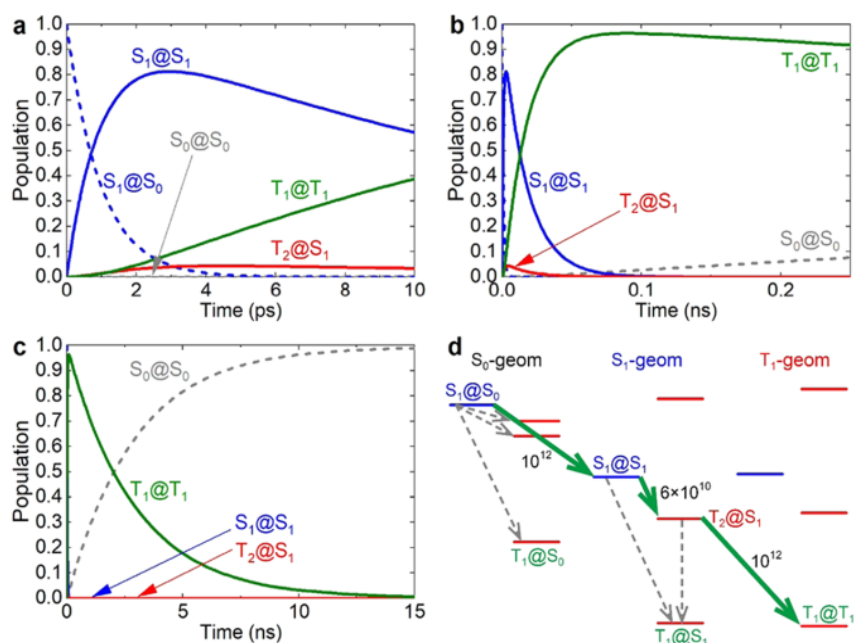 a
1.0
0.9
0.8
0.7
0.6
0.5
0.4
0.3
0.2
0.1
0.0
Population
S₁@S₁
S₁@S₀
S₀@S₀
T₁@T₁
T₂@S₁
0 2 4 6 8 10
Time (ps)
b
1.0
0.9
0.8
0.7
0.6
0.5
0.4
0.3
0.2
0.1
0.0
Population
T₁@T₁
S₁@S₁
T₂@S₁
S₀@S₀
0.0 0.1 0.2
Time (ns)
c
1.0
0.9
0.8
0.7
0.6
0.5
0.4
0.3
0.2
0.1
0.0
Population
S₀@S₀
T₁@T₁
S₁@S₁
T₂@S₁
0 5 10 15
Time (ns)
d
S₀-geom S₁-geom T₁-geom
S₁@S₀
10¹²
S₁@S₁
6×10¹⁰
T₂@S₁
T₁@S₀
10¹²
T₁@S₁
T₁@T₁